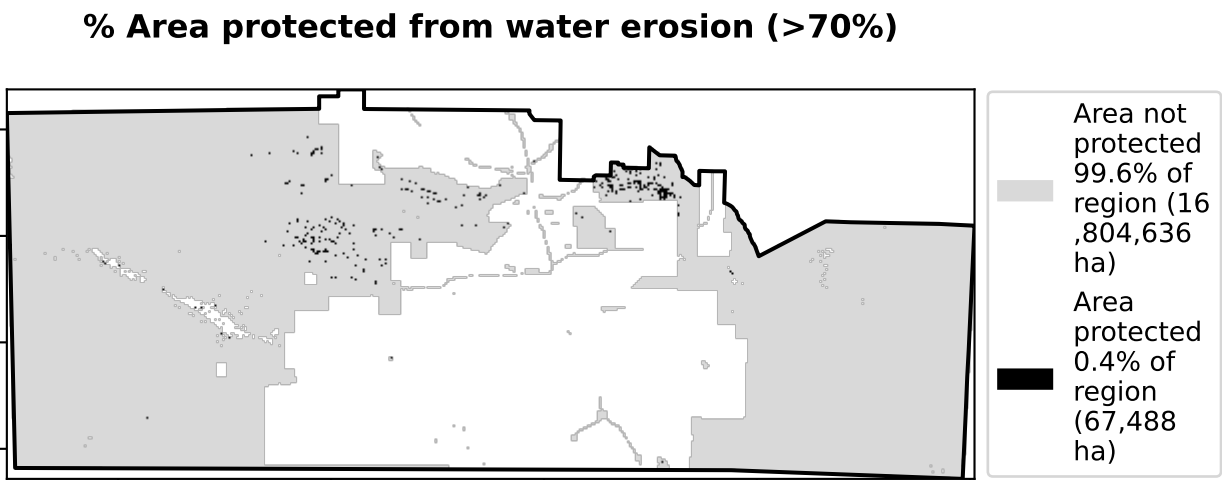 % Area protected from water erosion (>70%)
Area not
protected
99.6% of
region (16
,804,636
ha)
Area
protected
0.4% of
region
(67,488
ha)